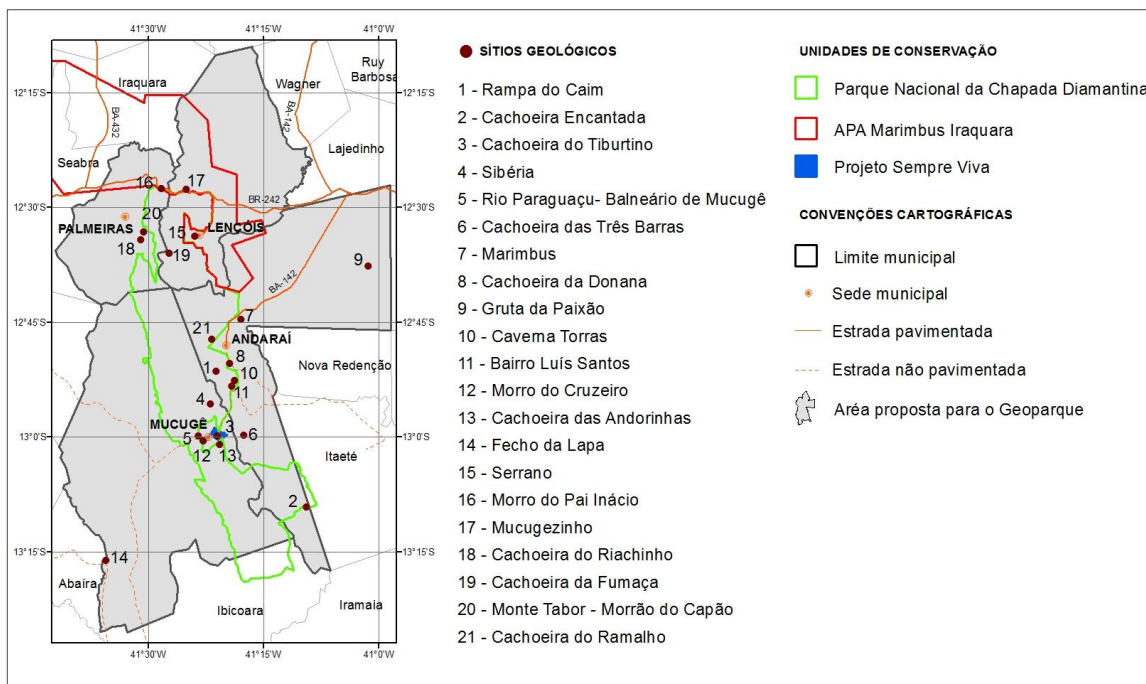 41°30'W 41°15'W 41°0'W
Ruy
Barbosa
Iraquara
Wagner
12°15'S 12°15'S
BA-432
BA-142
Lajedinho
Seabra
16 17
BR-242
12°30'S 12°30'S
20
PALMEIRAS 15 LENÇÓIS
18 19
9
BA-142
12°45'S 12°45'S
7
21
ANDARAÍ
8 Nova Redenção
1 10
11
4
MUCUGÊ
3
13°0'S 13°0'S
5 6
12 13
Itaeté
2
13°15'S 13°15'S
14
Abaíra
Ibicoara Iramaia
41°30'W 41°15'W 41°0'W
SÍTIOS GEOLÓGICOS
1 - Rampa do Caim
2 - Cachoeira Encantada
3 - Cachoeira do Tiburtino
4 - Sibéria
5 - Rio Paraguaçu- Balneário de Mucugê
6 - Cachoeira das Três Barras
7 - Marimbus
8 - Cachoeira da Donana
9 - Gruta da Paixão
10 - Caverna Torras
11 - Bairro Luís Santos
12 - Morro do Cruzeiro
13 - Cachoeira das Andorinhas
14 - Fecho da Lapa
15 - Serrano
16 - Morro do Pai Inácio
17 - Mucugezinho
18 - Cachoeira do Riachinho
19 - Cachoeira da Fumaça
20 - Monte Tabor - Morrão do Capão
21 - Cachoeira do Ramalho
UNIDADES DE CONSERVAÇÃO
Parque Nacional da Chapada Diamantina
APA Marimbus Iraquara
Projeto Sempre Viva
CONVENÇÕES CARTOGRÁFICAS
Limite municipal
Sede municipal
Estrada pavimentada
Estrada não pavimentada
Aréa proposta para o Geoparque